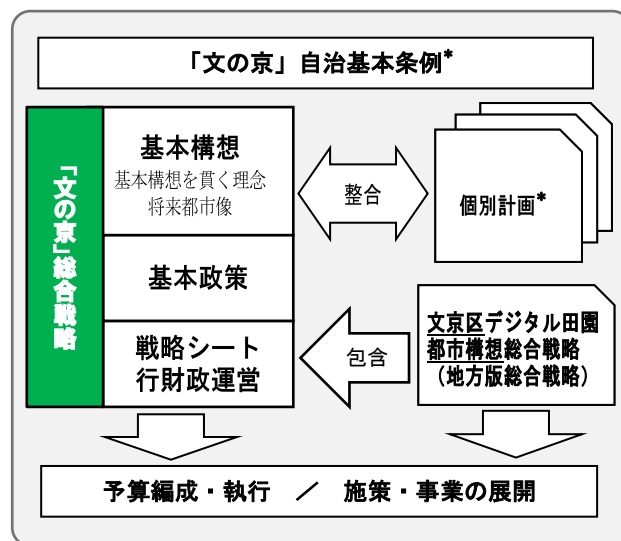 「文の京」自治基本条例*
「文の京」総合戦略
基本構想
基本構想を貫く理念
将来都市像
整合
個別計画*
基本政策
戦略シート
行財政運営
包含
文京区デジタル田園
都市構想総合戦略
(地方版総合戦略)
予算編成・執行 / 施策・事業の展開